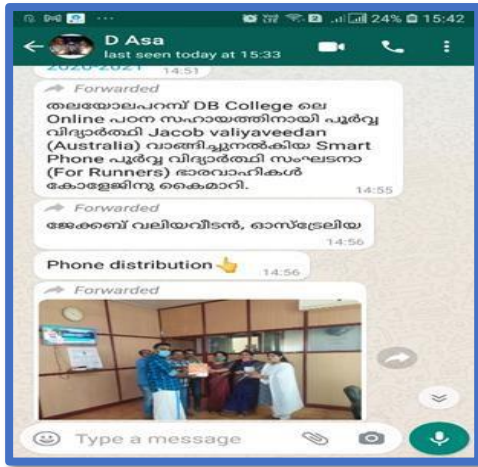 24% 15:42
D Asa
last seen today at 15:33
2020-2021 14:51
Forwarded
തലയോലപറമ്പ് DB College ലെ
Online പഠന സഹായത്തിനായി പൂർവ്വ
വിദ്യാർത്ഥി Jacob valiyaveedan
(Australia) വാങ്ങിച്ചുനൽകിയ Smart
Phone പൂർവ്വ വിദ്യാർത്ഥി സംഘടനാ
(For Runners) ഭാരവാഹികൾ
കോളേജിനു കൈമാറി. 14:55
Forwarded
ജേക്കബ് വലിയവീടൻ, ഓസ്ട്രേലിയ
14:56
Phone distribution👆 14:56
Forwarded
Type a message